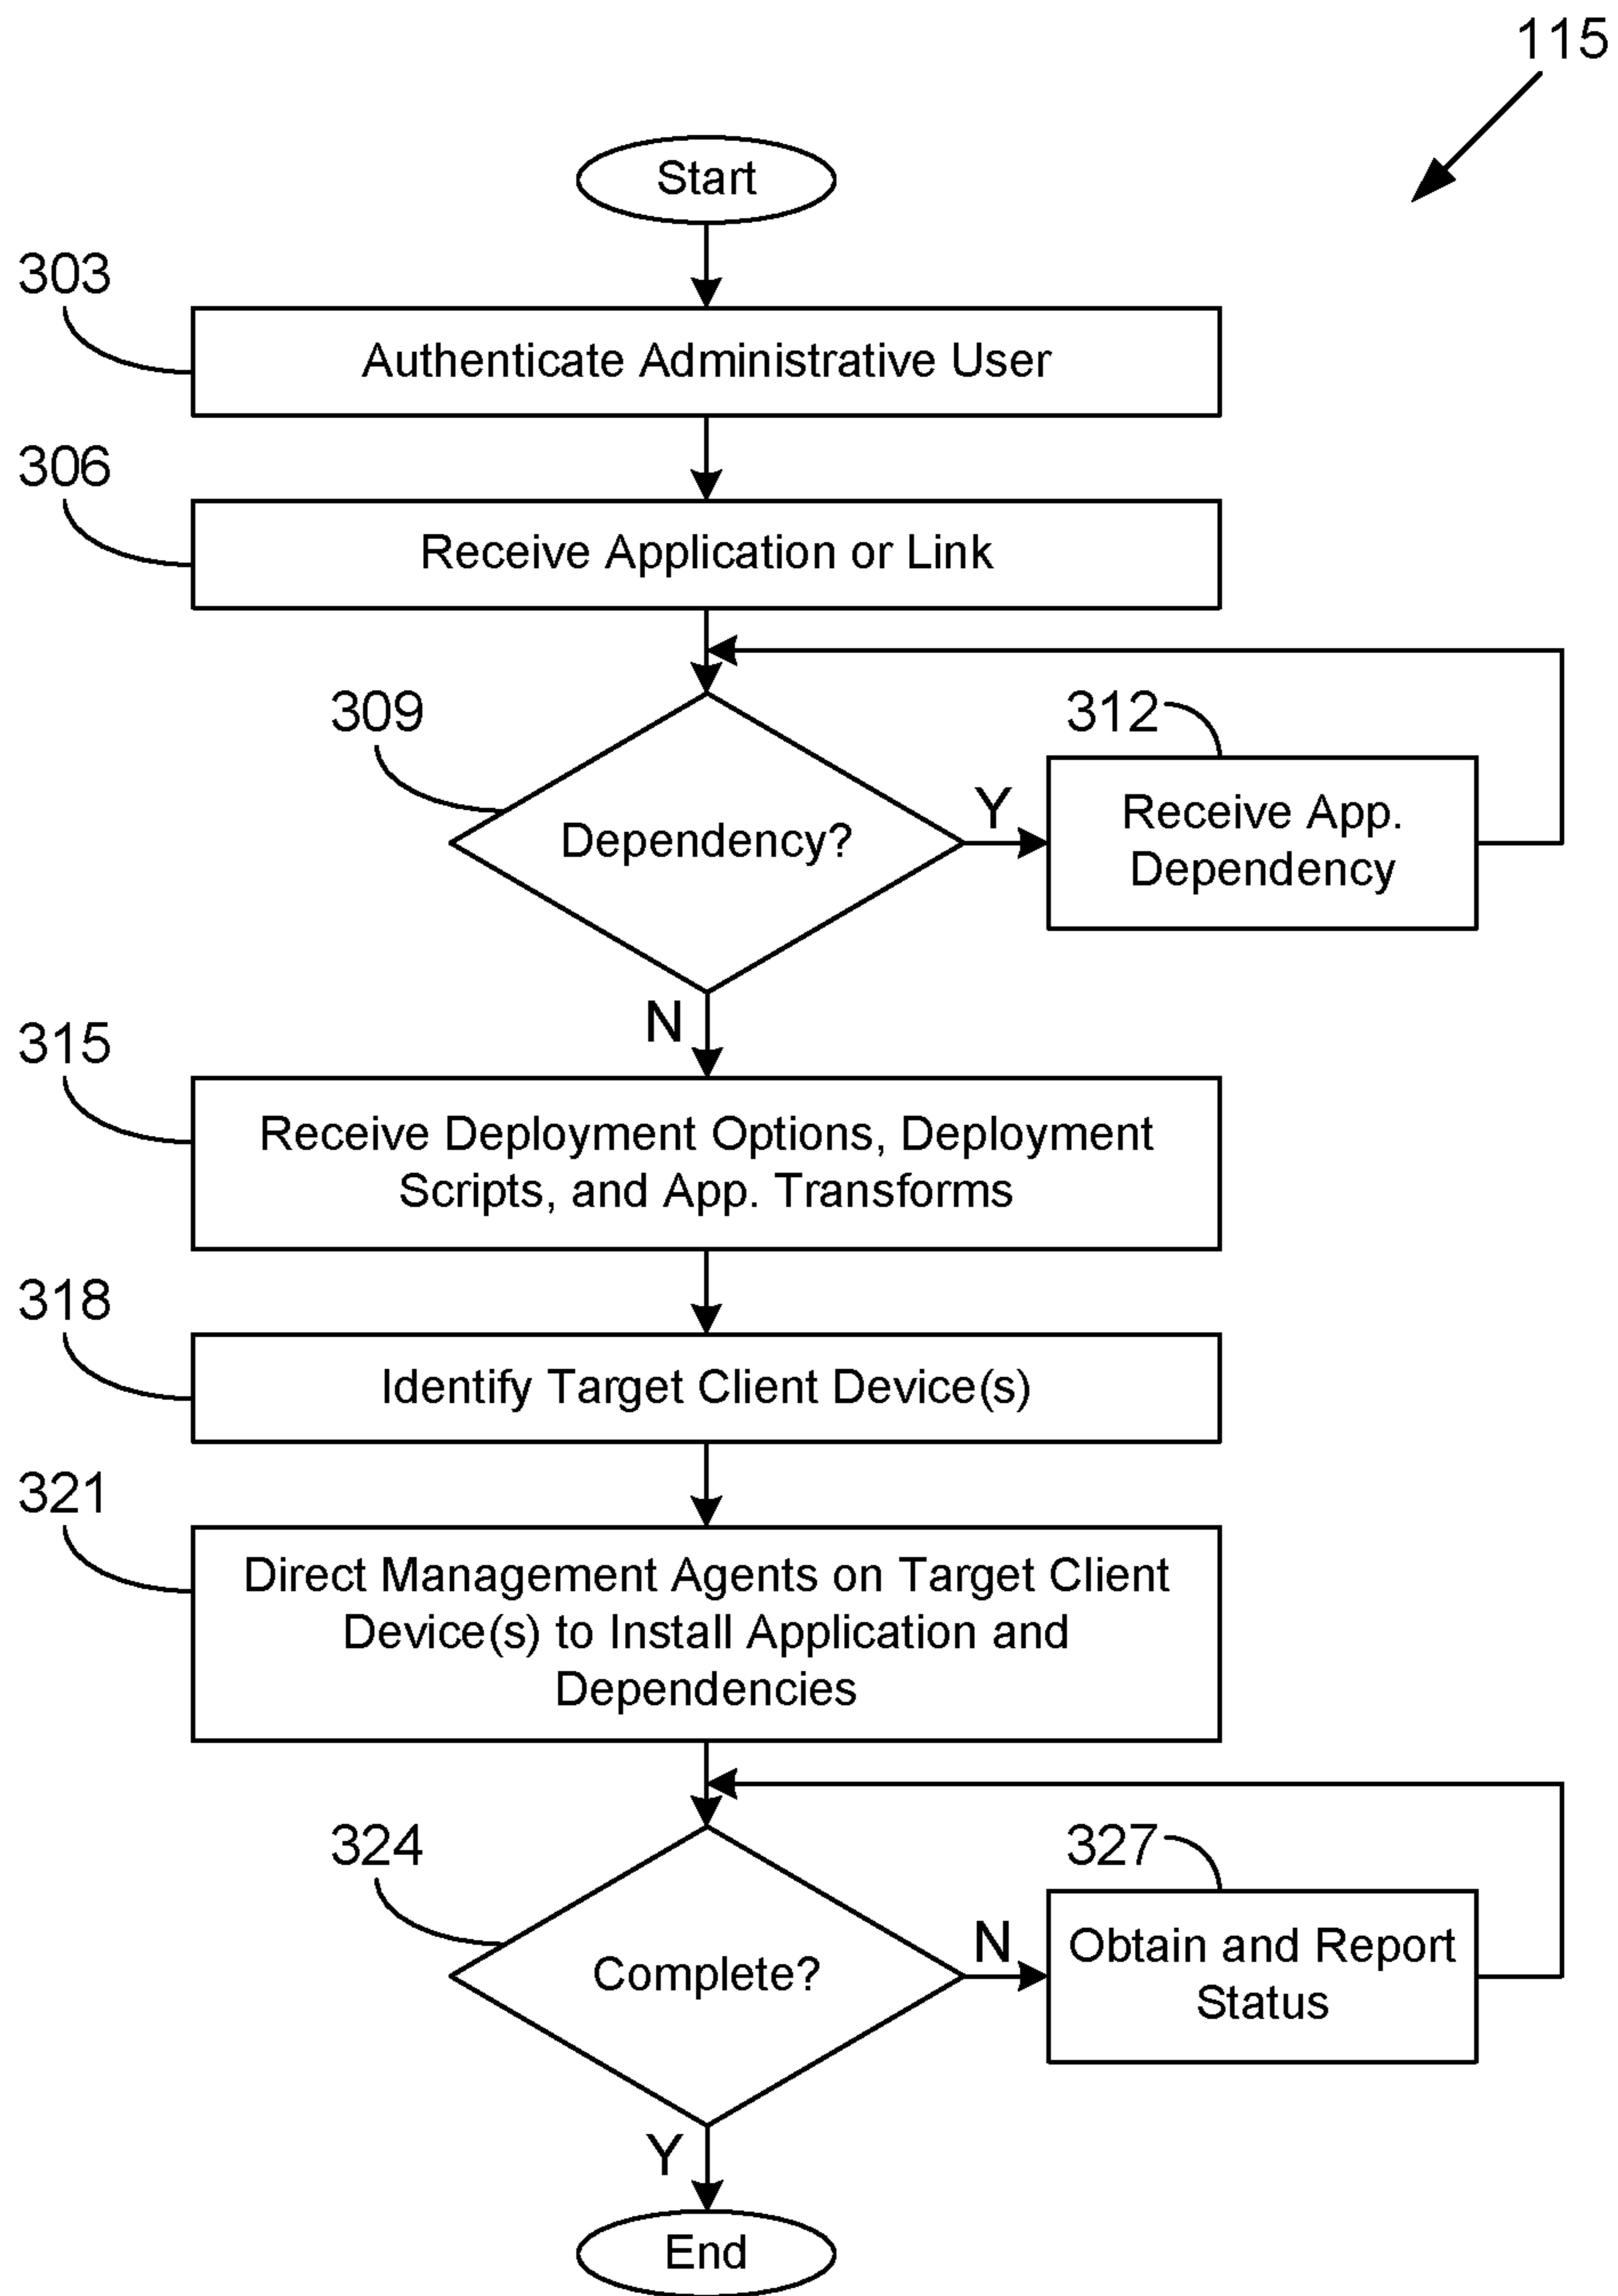 115
Start
303
Authenticate Administrative User
306
Receive Application or Link
309
Dependency?
Y
312
Receive App.
Dependency
N
315
Receive Deployment Options, Deployment
Scripts, and App. Transforms
318
Identify Target Client Device(s)
321
Direct Management Agents on Target Client
Device(s) to Install Application and
Dependencies
324
Complete?
N
327
Obtain and Report
Status
Y
End